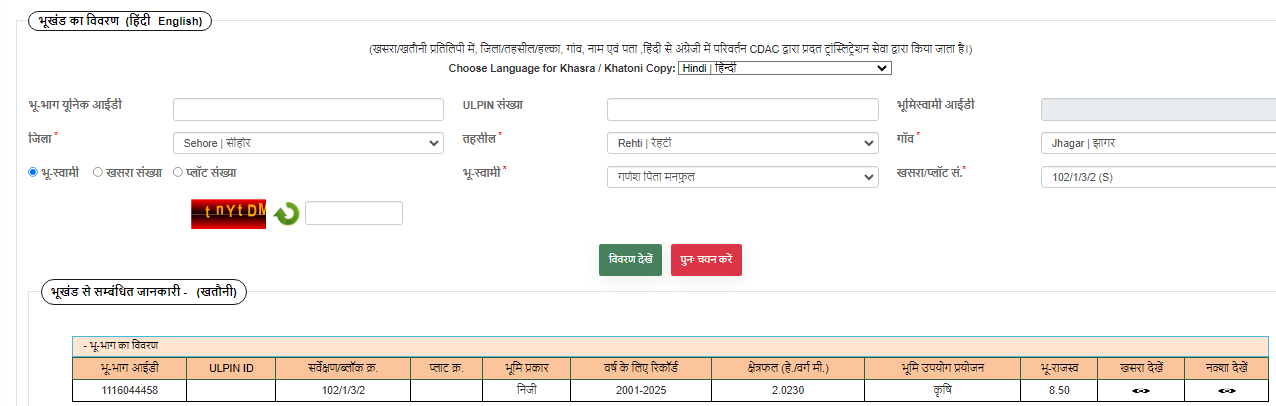 भूखंड का विवरण (हिंदी English)
(खसरा/खतौनी प्रतिलिपी में, जिला/तहसील/हल्का, गांव, नाम एवं पता ,हिंदी से अंग्रेजी में परिवर्तन CDAC द्वारा प्रदत ट्रांस्लिट्रेशन सेवा द्वारा किया जाता है।)
Choose Language for Khasra / Khatoni Copy: Hindi | हिन्दी
भू-भाग यूनिक आईडी ULPIN संख्या भूमिस्वामी आईडी
जिला * Sehore | सीहोर तहसील * Rehti | रेहटी गाँव * Jhagar | झागर
भू-स्वामी खसरा संख्या प्लॉट संख्या भू-स्वामी * गणेश पिता मनफुल खसरा/प्लॉट सं.* 102/1/3/2 (S)
tnYtDM
विवरण देखें पुनः चयन करें
भूखंड से सम्बंधित जानकारी - (खतौनी)
- भू-भाग का विवरण
भू-भाग आईडी ULPIN ID सर्वेक्षण/ब्लॉक क्र. प्लाट क्र. भूमि प्रकार वर्ष के लिए रिकॉर्ड क्षेत्रफल (हे./वर्ग मी.) भूमि उपयोग प्रयोजन भू-राजस्व खसरा देखें नक्शा देखें
1116044458 102/1/3/2 निजी 2001-2025 2.0230 कृषि 8.50